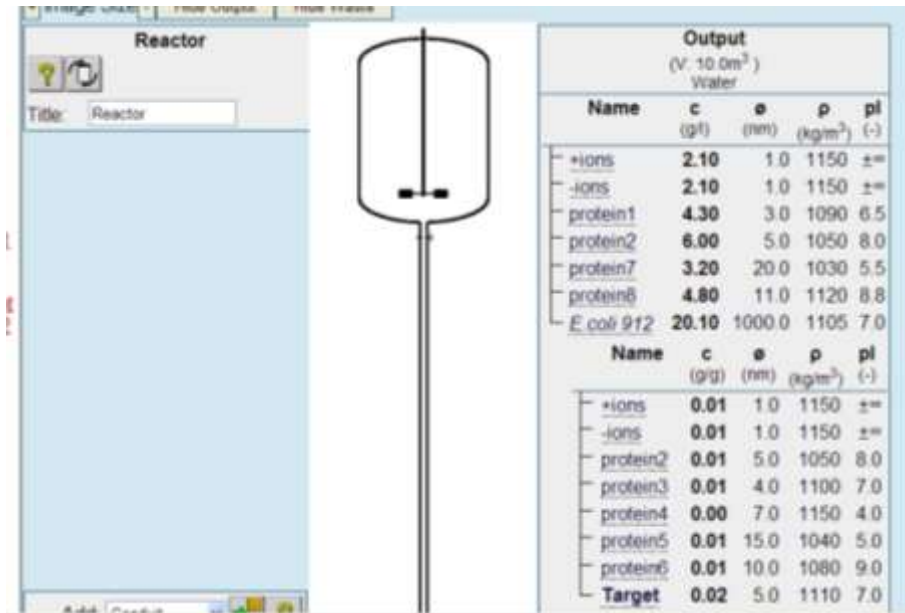 Image Size
Hide Output
Hide Waste
Reactor
Title: Reactor
Output
(V: 10.0m³ )
Water
Name c ø ρ pI
(g/l) (nm) (kg/m³) (-)
+ions 2.10 1.0 1150 ±∞
-ions 2.10 1.0 1150 ±∞
protein1 4.30 3.0 1090 6.5
protein2 6.00 5.0 1050 8.0
protein7 3.20 20.0 1030 5.5
protein8 4.80 11.0 1120 8.8
E.coli 912 20.10 1000.0 1105 7.0
Name c ø ρ pI
(g/g) (nm) (kg/m³) (-)
+ions 0.01 1.0 1150 ±∞
-ions 0.01 1.0 1150 ±∞
protein2 0.01 5.0 1050 8.0
protein3 0.01 4.0 1100 7.0
protein4 0.00 7.0 1150 4.0
protein5 0.01 15.0 1040 5.0
protein6 0.01 10.0 1080 9.0
Target 0.02 5.0 1110 7.0
Add: Conduit